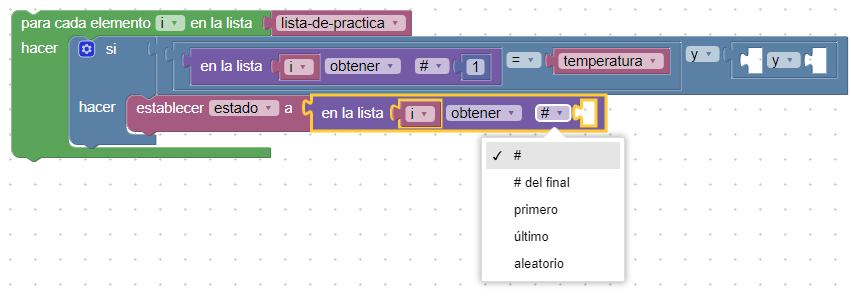 para cada elemento i en la lista lista-de-practica
hacer si
en la lista i obtener # 1 = temperatura y y
hacer establecer estado a en la lista i obtener #
✓ #
# del final
primero
último
aleatorio